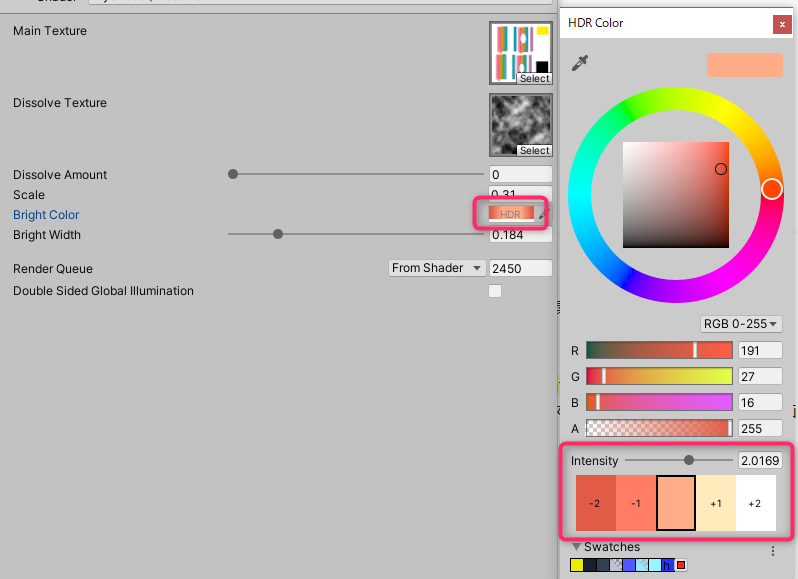 HDR Color
Main Texture
Select
Dissolve Texture
Select
Dissolve Amount 0
Scale 0.31
Bright Color HDR
Bright Width 0.184
Render Queue From Shader 2450
Double Sided Global Illumination
RGB 0-255
R 191
G 27
B 16
A 255
Intensity 2.0169
-2 -1 +1 +2
Swatches
h